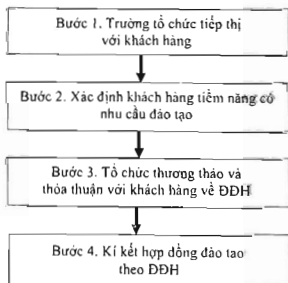 Bước 1. Trường tổ chức tiếp thị
với khách hàng
Bước 2. Xác định khách hàng tiềm năng có
nhu cầu đào tạo
Bước 3. Tổ chức thương thảo và
thỏa thuận với khách hàng về ĐĐH
Bước 4. Kí kết hợp đồng đào tao
theo ĐĐH